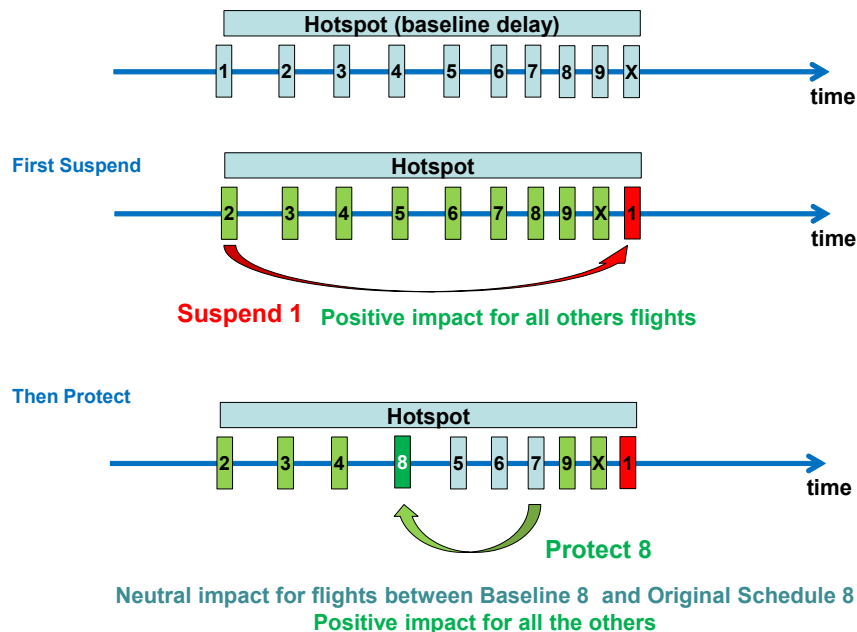 Hotspot (baseline delay)
1 2 3 4 5 6 7 8 9 X
time
First Suspend
Hotspot
2 3 4 5 6 7 8 9 X 1
time
Suspend 1 Positive impact for all others flights
Then Protect
Hotspot
2 3 4 8 5 6 7 9 X 1
time
Protect 8
Neutral impact for flights between Baseline 8 and Original Schedule 8
Positive impact for all the others